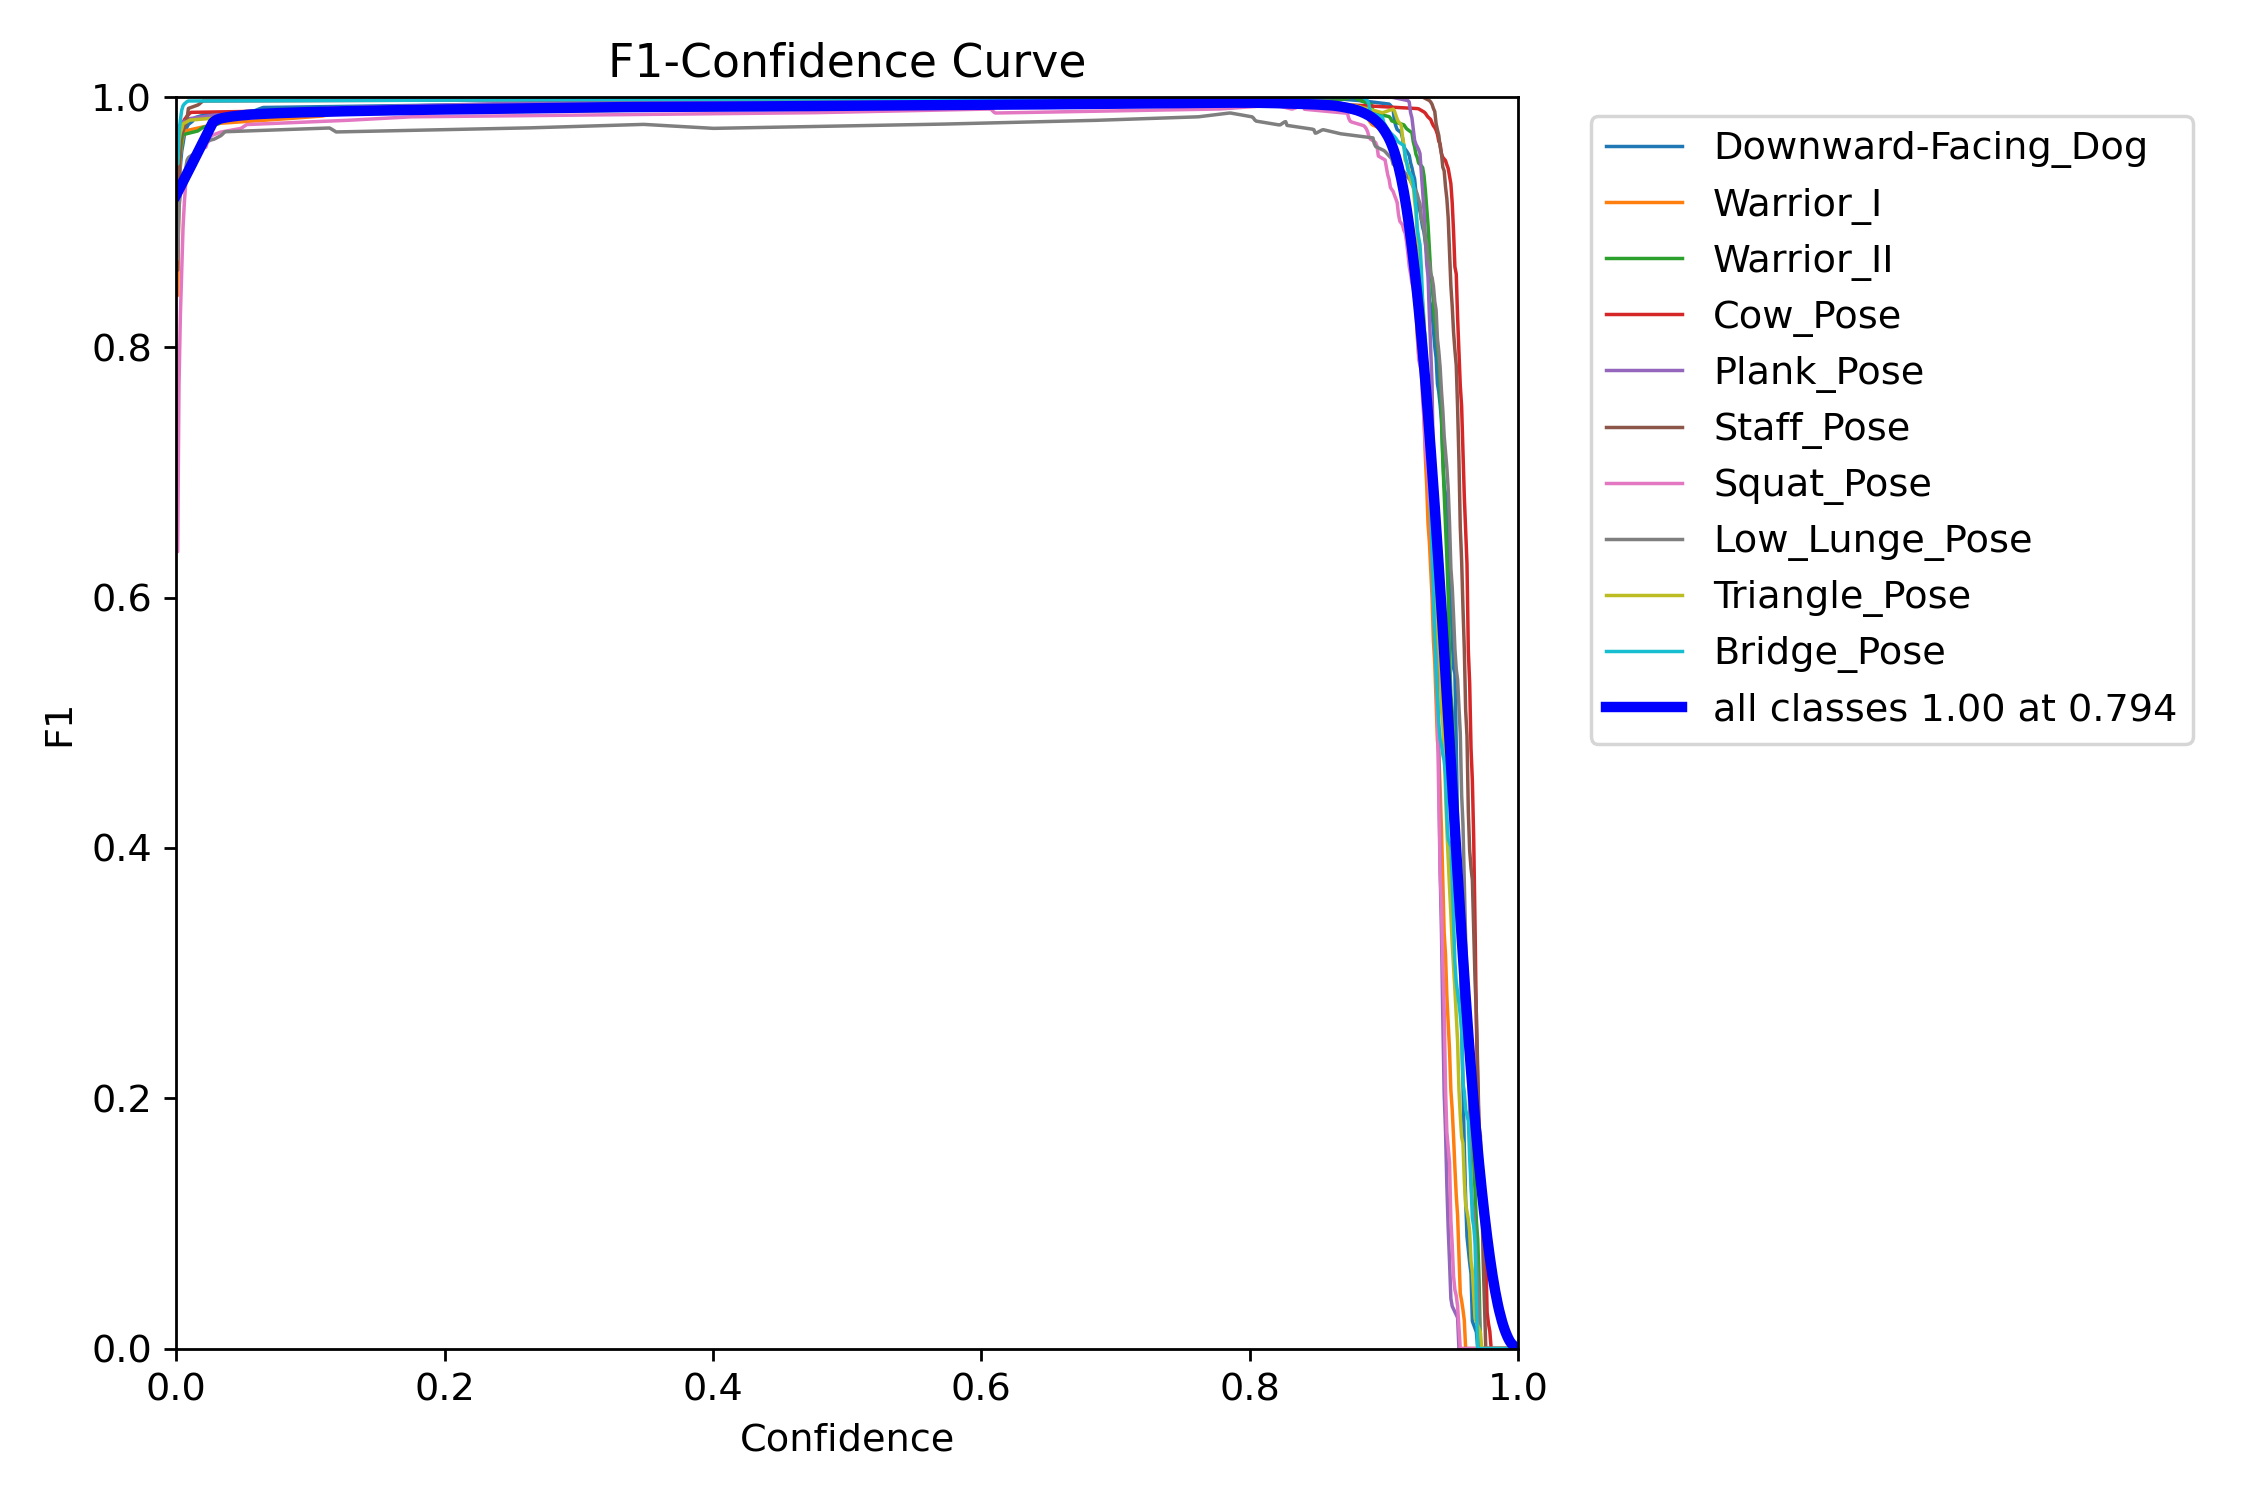 F1-Confidence Curve
1.0
0.8
0.6
0.4
0.2
0.0
F1
0.0 0.2 0.4 0.6 0.8 1.0
Confidence
Downward-Facing_Dog
Warrior_I
Warrior_II
Cow_Pose
Plank_Pose
Staff_Pose
Squat_Pose
Low_Lunge_Pose
Triangle_Pose
Bridge_Pose
all classes 1.00 at 0.794